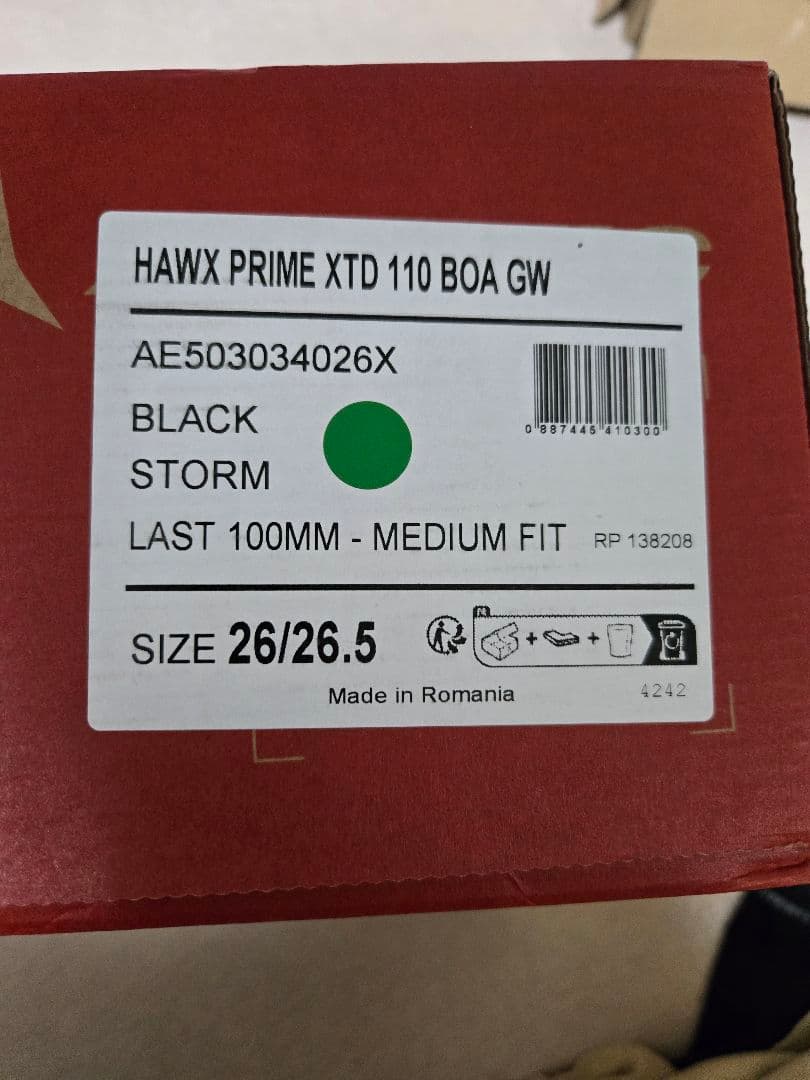 HAWX PRIME XTD 110 BOA GW
AE503034026X
BLACK
STORM
0 887445 410300
LAST 100MM - MEDIUM FIT RP 138208
SIZE 26/26.5
FR
Made in Romania
4242